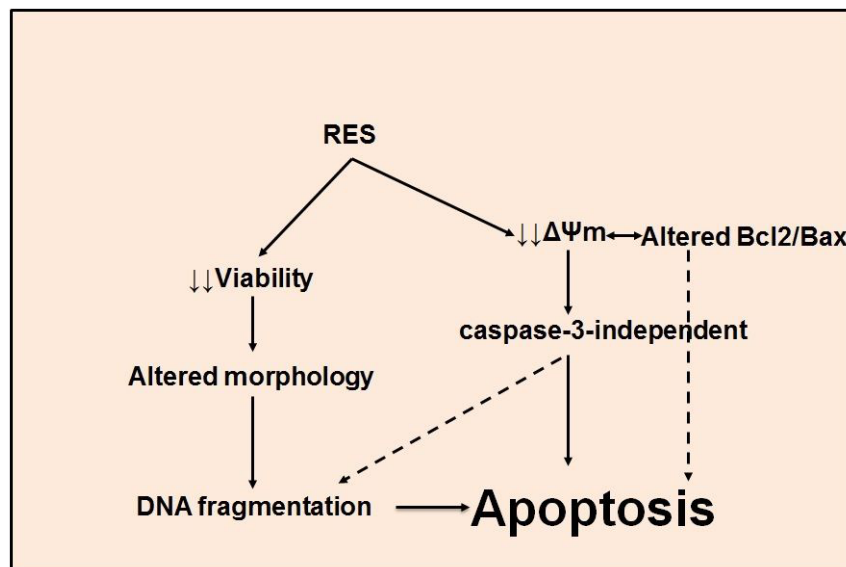 RES
↓↓ΔΨm
Altered Bcl2/Bax
↓↓Viability
caspase-3-independent
Altered morphology
DNA fragmentation
Apoptosis